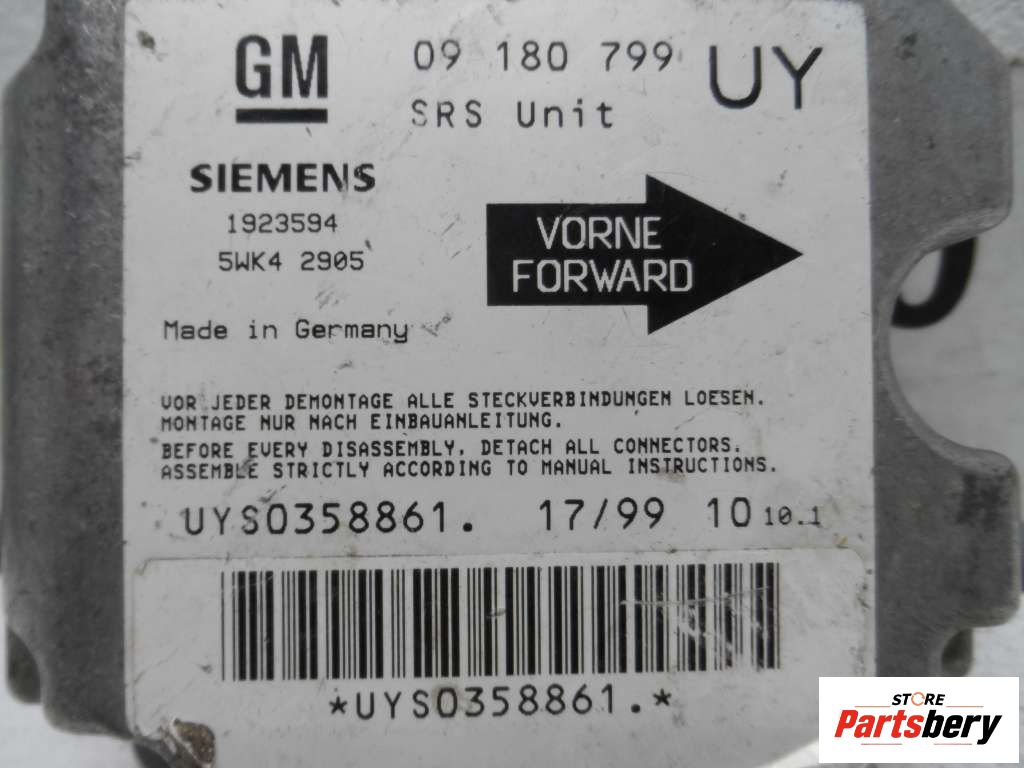 GM 09 180 799 UY
SRS Unit
SIEMENS
1923594
5WK4 2905
VORNE
FORWARD
Made in Germany
VOR JEDER DEMONTAGE ALLE STECKVERBINDUNGEN LOESEN.
MONTAGE NUR NACH EINBAUANLEITUNG.
BEFORE EVERY DISASSEMBLY, DETACH ALL CONNECTORS.
ASSEMBLE STRICTLY ACCORDING TO MANUAL INSTRUCTIONS.
UYS0358861. 17/99 10 10.1
*UYS0358861.*
STORE
Partsbery